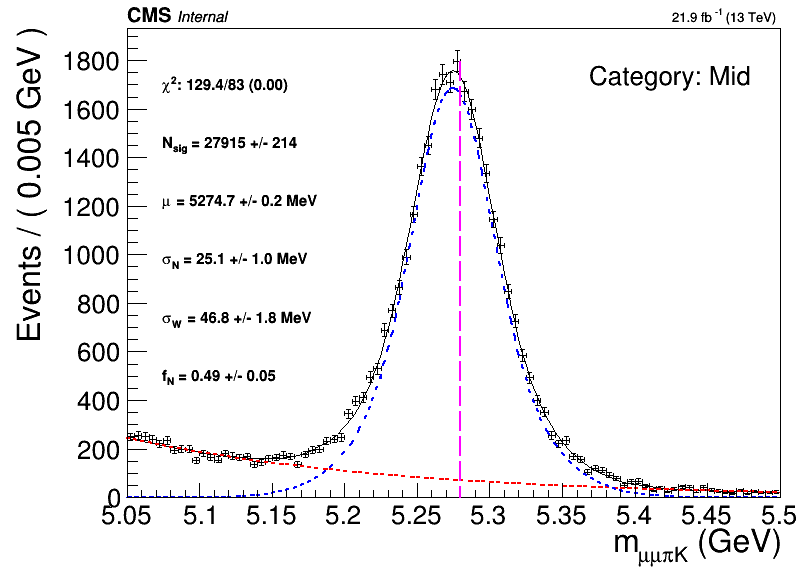 CMS Internal
21.9 fb⁻¹ (13 TeV)
Events / ( 0.005 GeV )
1800
1600
1400
1200
1000
800
600
400
200
0
χ²: 129.4/83 (0.00)
N_sig = 27915 +/- 214
μ = 5274.7 +/- 0.2 MeV
σ_N = 25.1 +/- 1.0 MeV
σ_W = 46.8 +/- 1.8 MeV
f_N = 0.49 +/- 0.05
Category: Mid
5.05 5.1 5.15 5.2 5.25 5.3 5.35 5.4 5.45 5.5
m_μμπK (GeV)